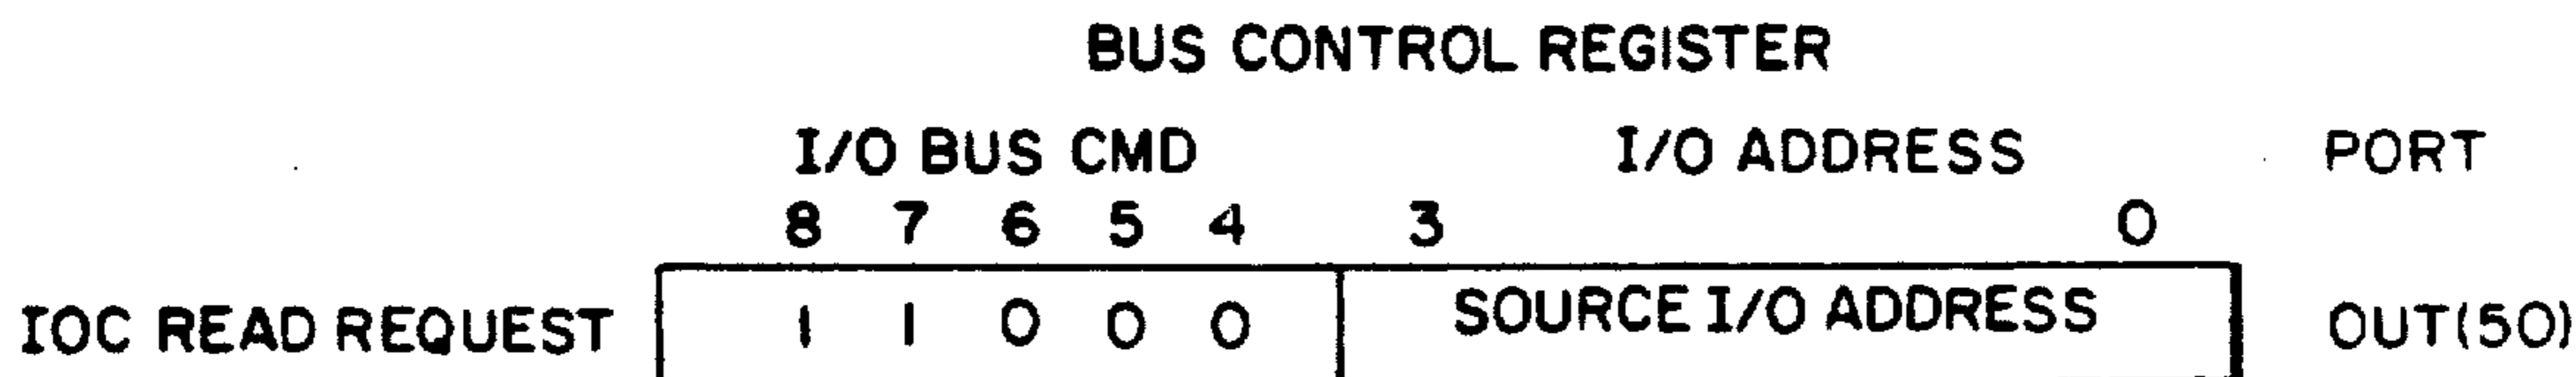 BUS CONTROL REGISTER
I/O BUS CMD I/O ADDRESS PORT
8 7 6 5 4 3 0
IOC READ REQUEST 1 1 0 0 0 SOURCE I/O ADDRESS OUT(50)